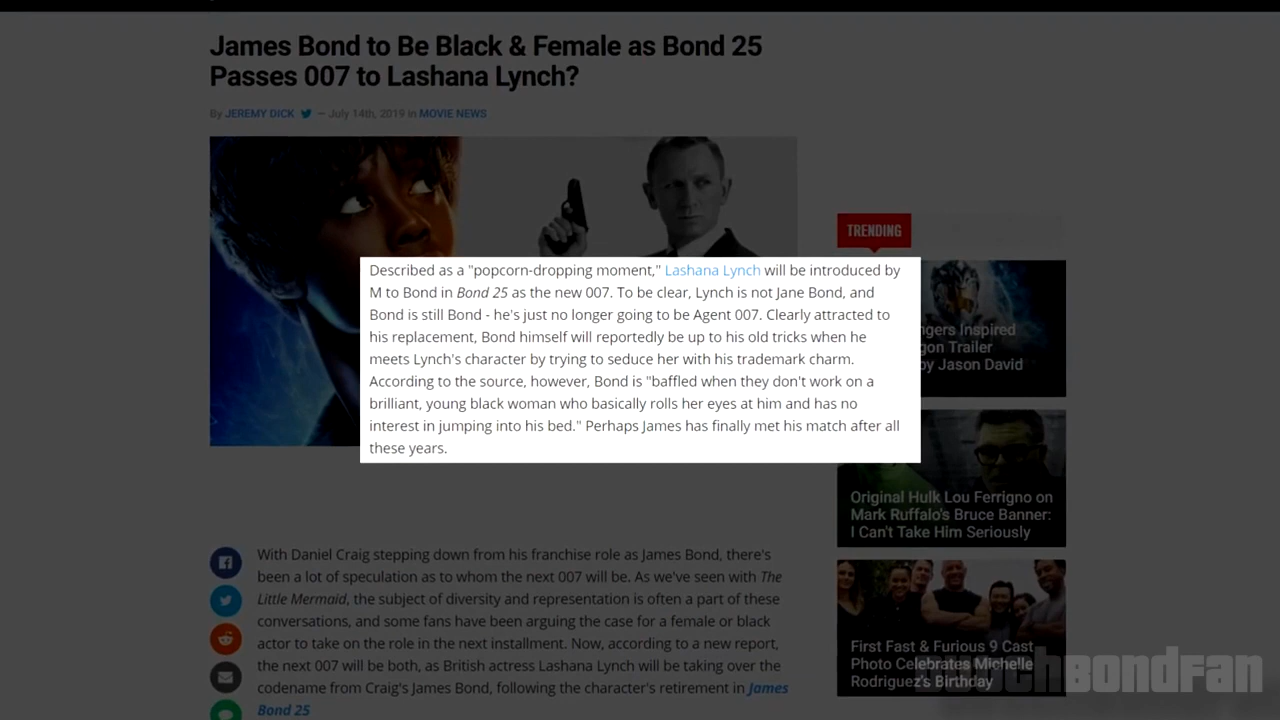 James Bond to Be Black & Female as Bond 25
Passes 007 to Lashana Lynch?
By JEREMY DICK — July 14th, 2019 in MOVIE NEWS
Described as a "popcorn-dropping moment," Lashana Lynch will be introduced by
M to Bond in Bond 25 as the new 007. To be clear, Lynch is not Jane Bond, and
Bond is still Bond - he's just no longer going to be Agent 007. Clearly attracted to
his replacement, Bond himself will reportedly be up to his old tricks when he
meets Lynch's character by trying to seduce her with his trademark charm.
According to the source, however, Bond is "baffled when they don't work on a
brilliant, young black woman who basically rolls her eyes at him and has no
interest in jumping into his bed." Perhaps James has finally met his match after all
these years.
With Daniel Craig stepping down from his franchise role as James Bond, there's
been a lot of speculation as to whom the next 007 will be. As we've seen with The
Little Mermaid, the subject of diversity and representation is often a part of these
conversations, and some fans have been arguing the case for a female or black
actor to take on the role in the next installment. Now, according to a new report,
the next 007 will be both, as British actress Lashana Lynch will be taking over the
codename from Craig's James Bond, following the character's retirement in James
Bond 25
TRENDING
Inspired
Trailer
by Jason David
Original Hulk Lou Ferrigno on
Mark Ruffalo's Bruce Banner:
I Can't Take Him Seriously
First Fast & Furious 9 Cast
Photo Celebrates Michelle
Rodriguez's Birthday
BONDFAN